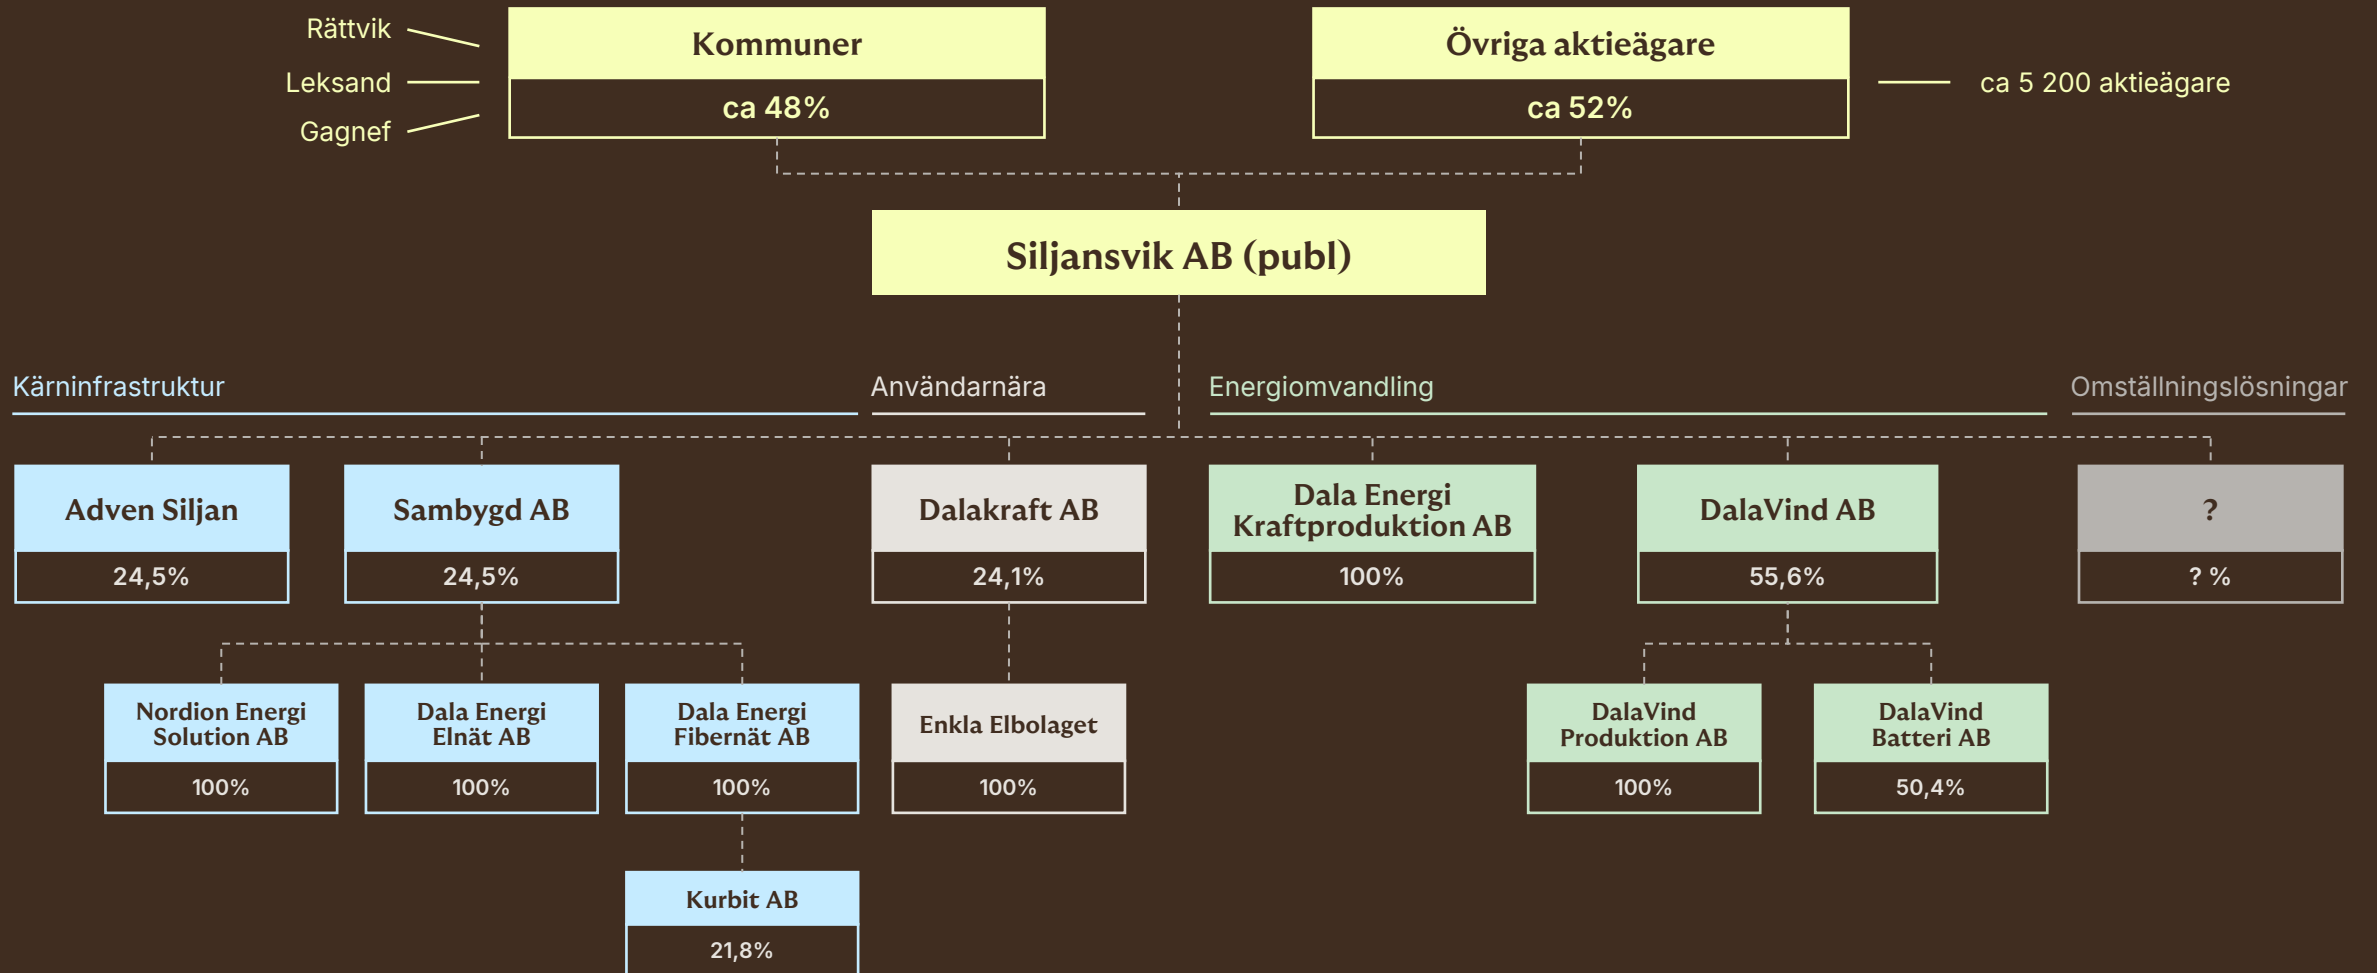 Rättvik
Leksand
Gagnef
Kommuner
ca 48%
Övriga aktieägare
ca 52%
ca 5 200 aktieägare
Siljansvik AB (publ)
Kärninfrastruktur
Användarnära
Energiomvandling
Omställningslösningar
Adven Siljan
24,5%
Sambygd AB
24,5%
Dalakraft AB
24,1%
Dala Energi
Kraftproduktion AB
100%
DalaVind AB
55,6%
?
? %
Nordion Energi
Solution AB
100%
Dala Energi
Elnät AB
100%
Dala Energi
Fibernät AB
100%
Enkla Elbolaget
100%
DalaVind
Produktion AB
100%
DalaVind
Batteri AB
50,4%
Kurbit AB
21,8%